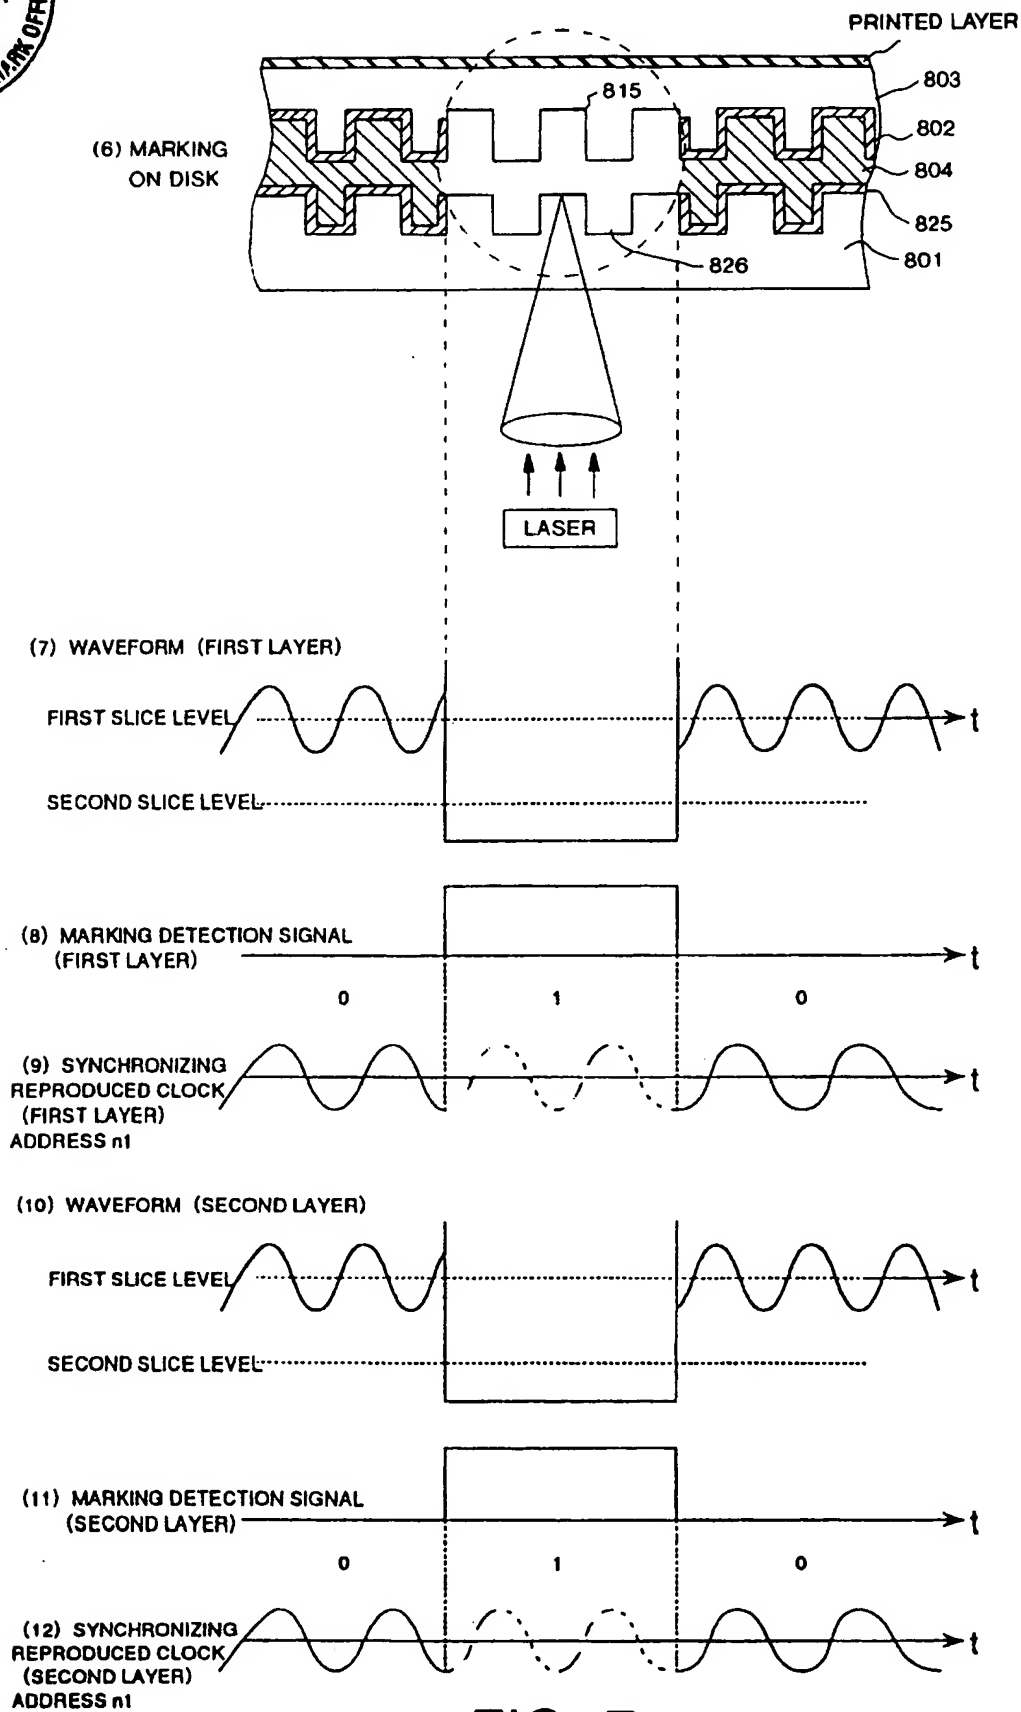 MARK OFF
PRINTED LAYER
803
815
802
(6) MARKING
ON DISK
804
825
801
826
LASER
(7) WAVEFORM (FIRST LAYER)
FIRST SLICE LEVEL
t
SECOND SLICE LEVEL
(8) MARKING DETECTION SIGNAL
(FIRST LAYER)
t
0 1 0
(9) SYNCHRONIZING
REPRODUCED CLOCK
(FIRST LAYER)
ADDRESS n1
t
(10) WAVEFORM (SECOND LAYER)
FIRST SLICE LEVEL
t
SECOND SLICE LEVEL
(11) MARKING DETECTION SIGNAL
(SECOND LAYER)
t
0 1 0
(12) SYNCHRONIZING
REPRODUCED CLOCK
(SECOND LAYER)
ADDRESS n1
t